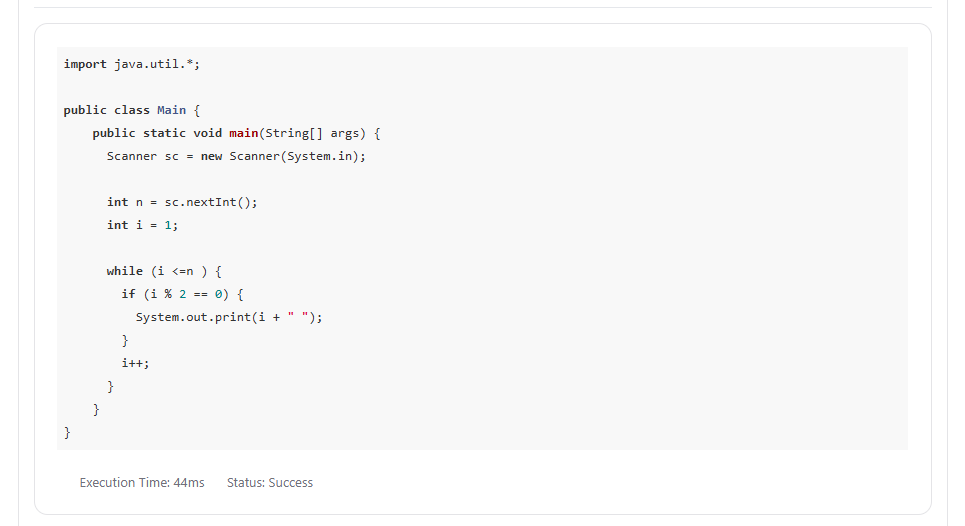 import java.util.*;
public class Main {
public static void main(String[] args) {
Scanner sc = new Scanner(System.in);
int n = sc.nextInt();
int i = 1;
while (i <=n ) {
if (i % 2 == 0) {
System.out.print(i + " ");
}
i++;
}
}
}
Execution Time: 44ms Status: Success